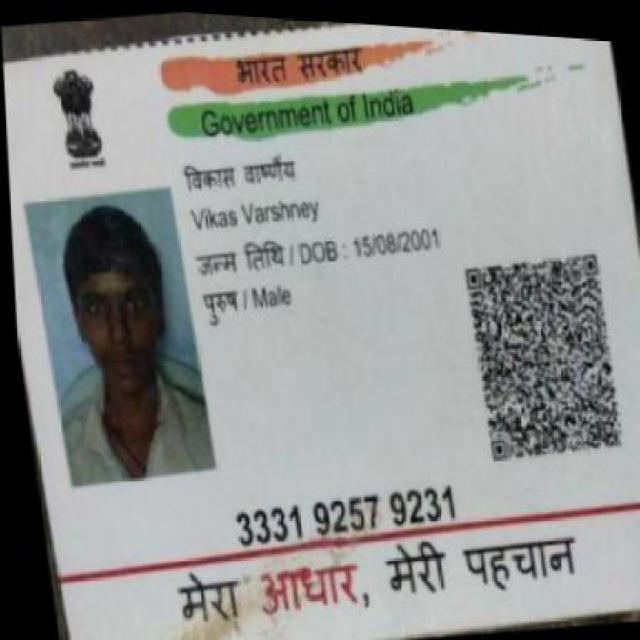 भारत सरकार
Government of India
विकास वार्ष्णेय
Vikas Varshney
जन्म तिथि / DOB : 15/08/2001
पुरुष / Male
3331 9257 9231
मेरा आधार, मेरी पहचान